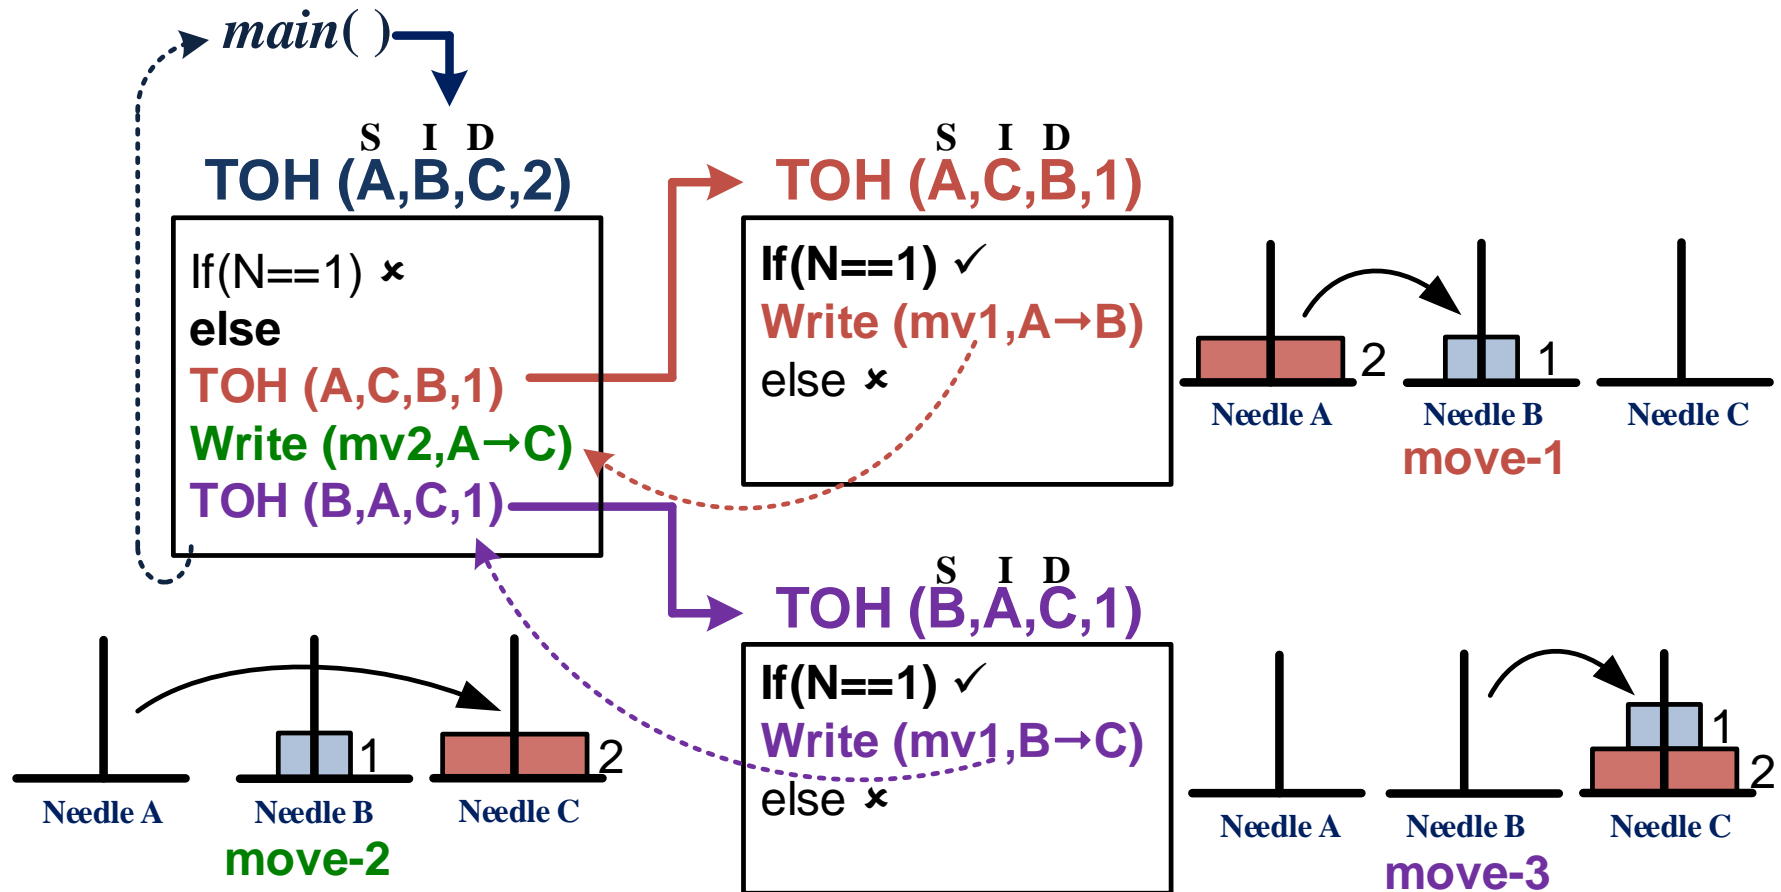 main( )
S I D
TOH (A,B,C,2)
If(N==1) ✗
else
TOH (A,C,B,1)
Write (mv2,A→C)
TOH (B,A,C,1)
S I D
TOH (A,C,B,1)
If(N==1) ✓
Write (mv1,A→B)
else ✗
2
1
Needle A
Needle B
Needle C
move-1
S I D
TOH (B,A,C,1)
If(N==1) ✓
Write (mv1,B→C)
else ✗
1
2
Needle A
Needle B
Needle C
move-2
1
2
Needle A
Needle B
Needle C
move-3